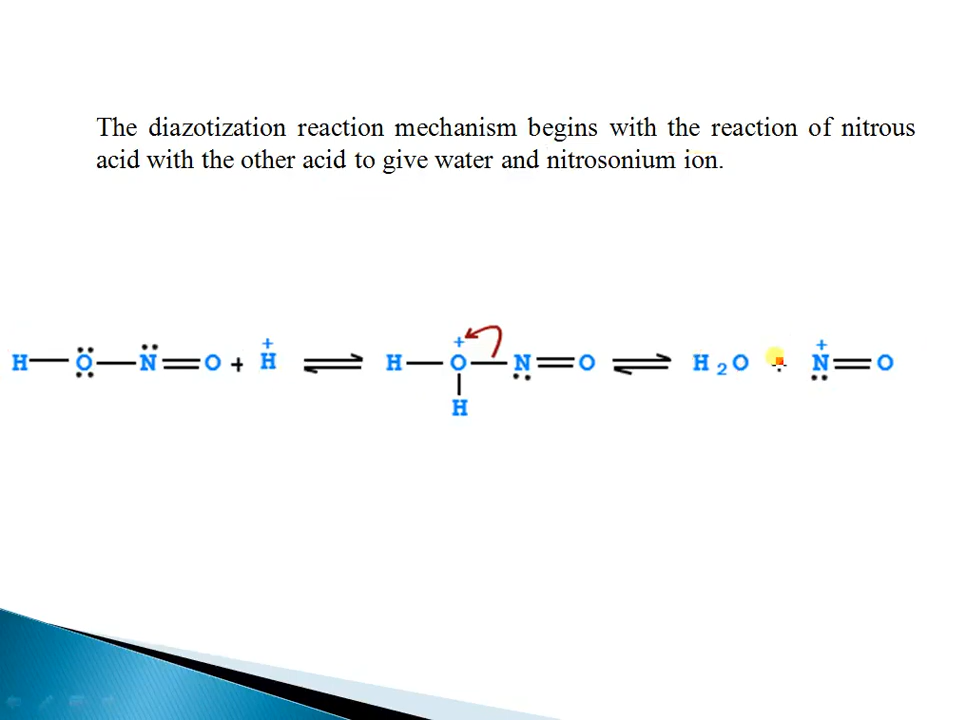 The diazotization reaction mechanism begins with the reaction of nitrous
acid with the other acid to give water and nitrosonium ion.
H—O—N=O + H⁺ ⇌ H—O⁺—N=O ⇌ H₂O + N⁺=O
H